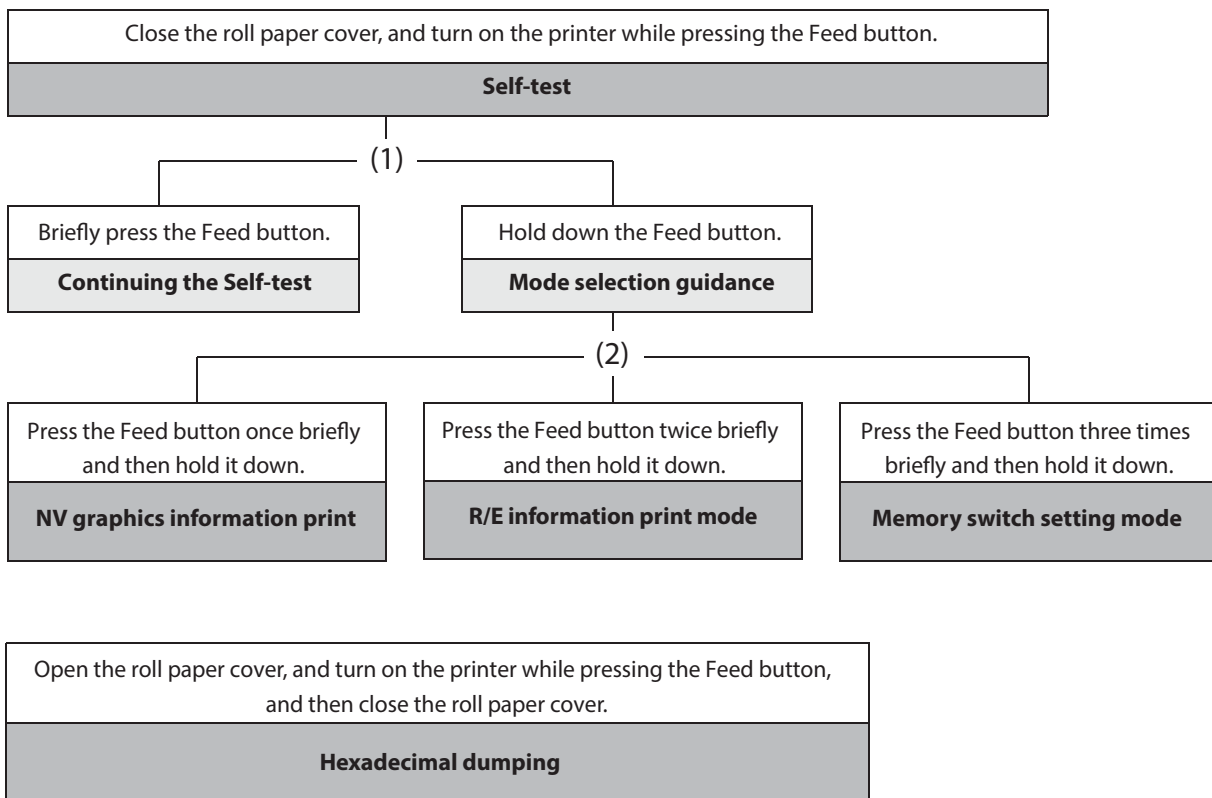 Close the roll paper cover, and turn on the printer while pressing the Feed button.
Self-test
(1)
Briefly press the Feed button.
Continuing the Self-test
Hold down the Feed button.
Mode selection guidance
(2)
Press the Feed button once briefly
and then hold it down.
NV graphics information print
Press the Feed button twice briefly
and then hold it down.
R/E information print mode
Press the Feed button three times
briefly and then hold it down.
Memory switch setting mode
Open the roll paper cover, and turn on the printer while pressing the Feed button,
and then close the roll paper cover.
Hexadecimal dumping